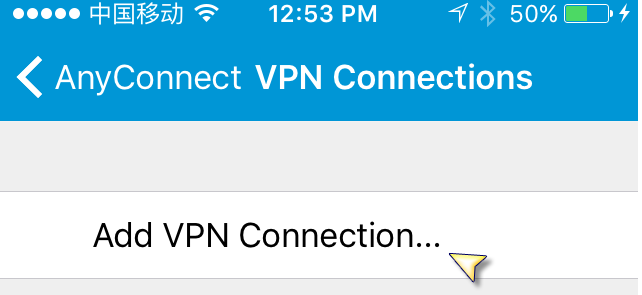 中国移动 12:53 PM 50%
AnyConnect VPN Connections
Add VPN Connection...